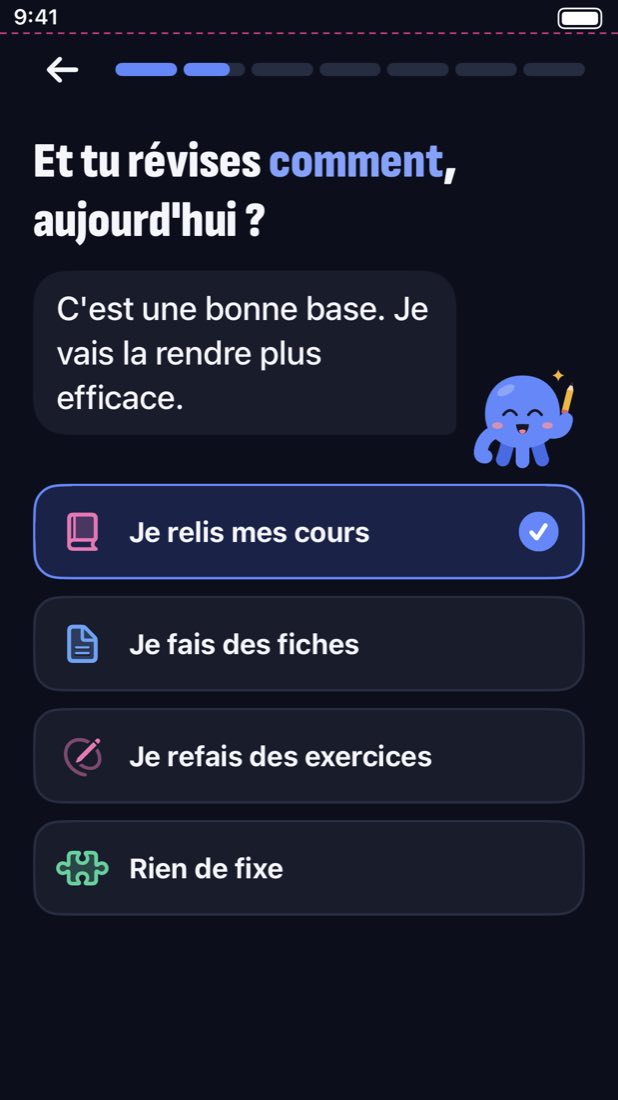 9:41
Et tu révises comment,
aujourd'hui ?
C'est une bonne base. Je
vais la rendre plus
efficace.
Je relis mes cours
Je fais des fiches
Je refais des exercices
Rien de fixe